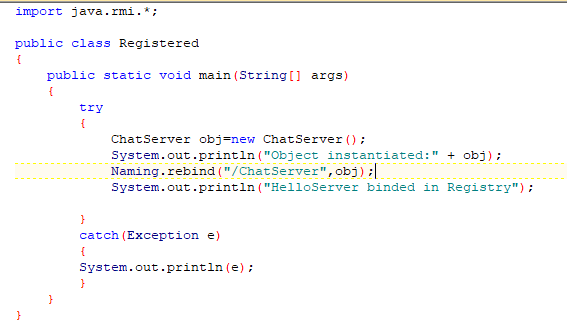 import java.rmi.*;
public class Registered
{
public static void main(String[] args)
{
try
{
ChatServer obj=new ChatServer();
System.out.println("Object instantiated:" + obj);
Naming.rebind("/ChatServer",obj);
System.out.println("HelloServer binded in Registry");
}
catch(Exception e)
{
System.out.println(e);
}
}
}